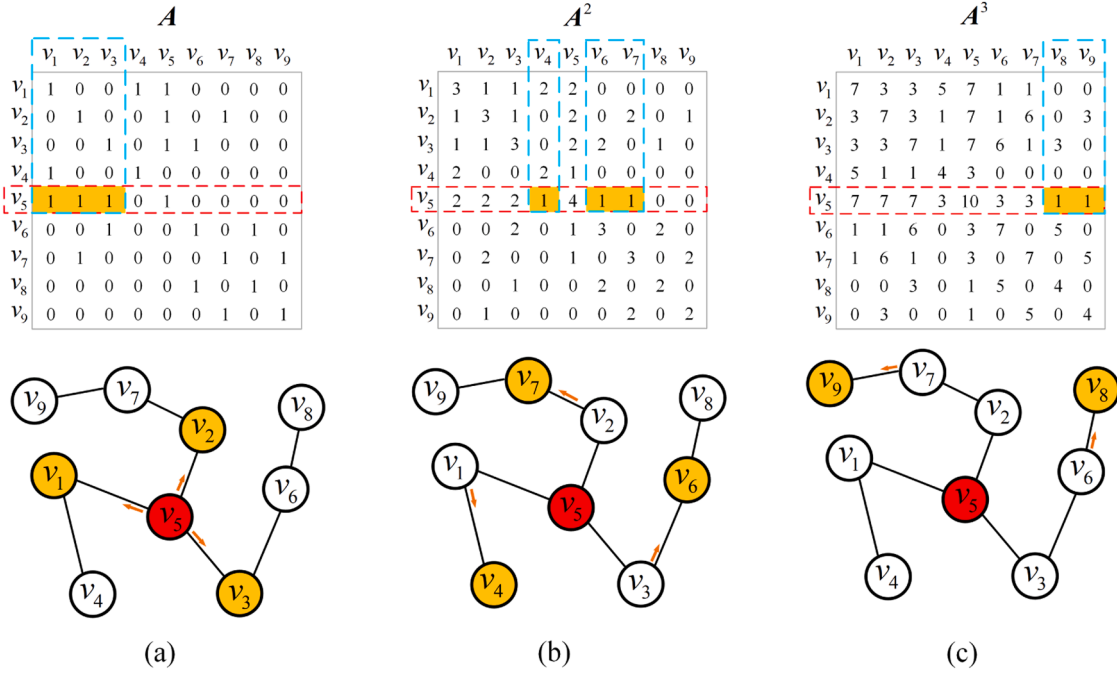 A
v₁ v₂ v₃ v₄ v₅ v₆ v₇ v₈ v₉
v₁ 1 0 0 1 1 0 0 0 0
v₂ 0 1 0 0 1 0 1 0 0
v₃ 0 0 1 0 1 1 0 0 0
v₄ 1 0 0 1 0 0 0 0 0
v₅ 1 1 1 0 1 0 0 0 0
v₆ 0 0 1 0 0 1 0 1 0
v₇ 0 1 0 0 0 0 1 0 1
v₈ 0 0 0 0 0 1 0 1 0
v₉ 0 0 0 0 0 0 1 0 1
v₇
v₉
v₈
v₂
v₁
v₆
v₅
v₄
v₃
(a)
A²
v₁ v₂ v₃ v₄ v₅ v₆ v₇ v₈ v₉
v₁ 3 1 1 2 2 0 0 0 0
v₂ 1 3 1 0 2 0 2 0 1
v₃ 1 1 3 0 2 2 0 1 0
v₄ 2 0 0 2 1 0 0 0 0
v₅ 2 2 2 1 4 1 1 0 0
v₆ 0 0 2 0 1 3 0 2 0
v₇ 0 2 0 0 1 0 3 0 2
v₈ 0 0 1 0 0 2 0 2 0
v₉ 0 1 0 0 0 0 2 0 2
v₉
v₇
v₈
v₂
v₁
v₆
v₅
v₄
v₃
(b)
A³
v₁ v₂ v₃ v₄ v₅ v₆ v₇ v₈ v₉
v₁ 7 3 3 5 7 1 1 0 0
v₂ 3 7 3 1 7 1 6 0 3
v₃ 3 3 7 1 7 6 1 3 0
v₄ 5 1 1 4 3 0 0 0 0
v₅ 7 7 7 3 10 3 3 1 1
v₆ 1 1 6 0 3 7 0 5 0
v₇ 1 6 1 0 3 0 7 0 5
v₈ 0 0 3 0 1 5 0 4 0
v₉ 0 3 0 0 1 0 5 0 4
v₇
v₉
v₈
v₂
v₁
v₆
v₅
v₄
v₃
(c)